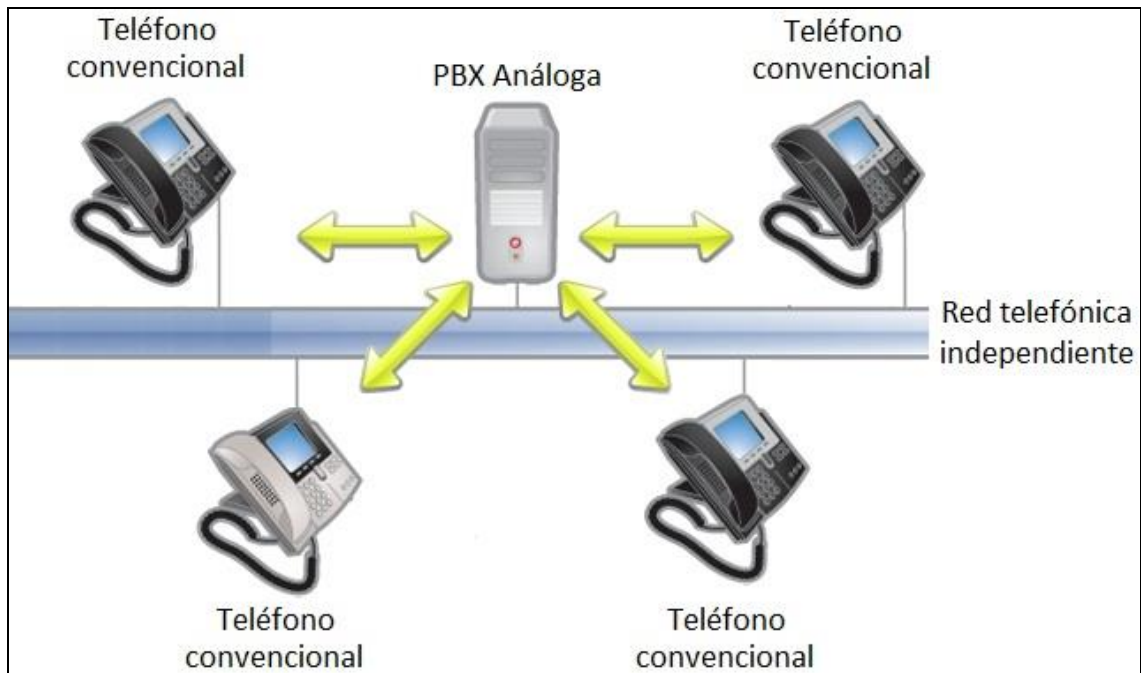 Teléfono
convencional
PBX Análoga
Teléfono
convencional
Red telefónica
independiente
Teléfono
convencional
Teléfono
convencional